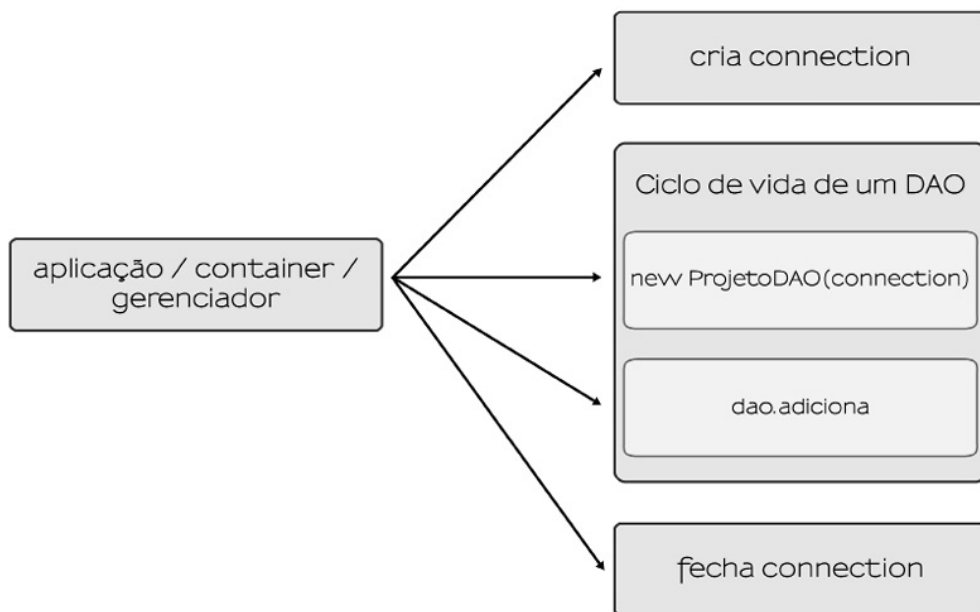 cria connection
Ciclo de vida de um DAO
aplicação / container /
gerenciador
new ProjetoDAO(connection)
dao.adiciona
fecha connection